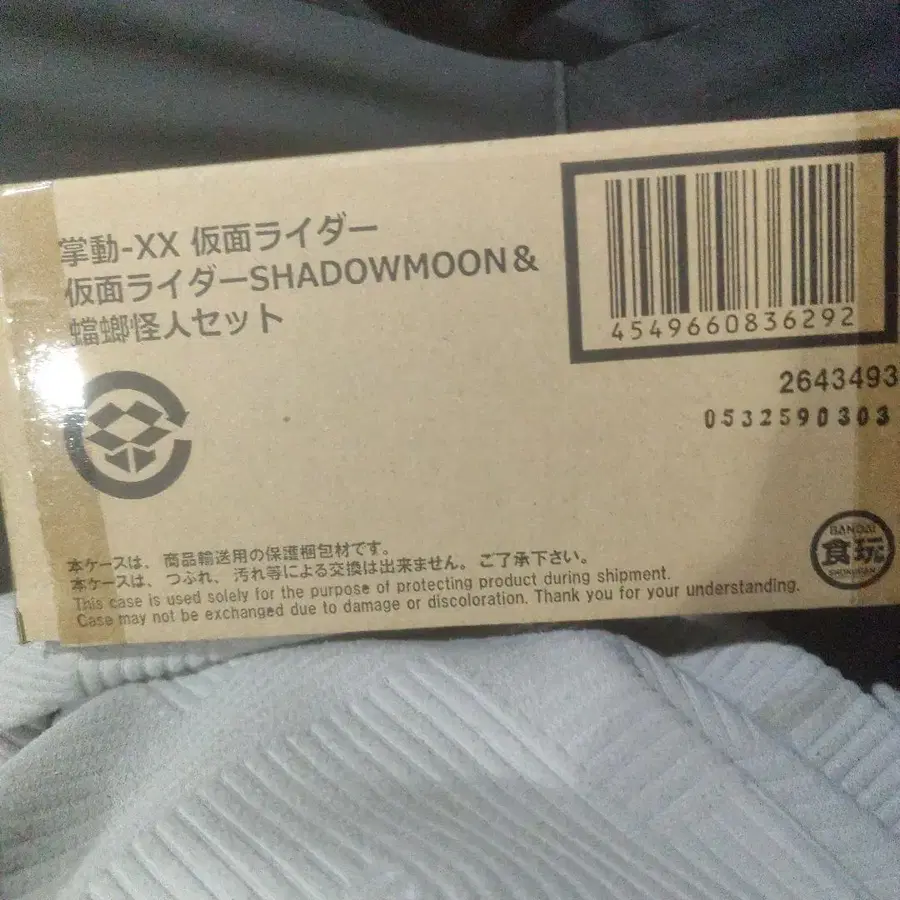 掌動-XX 仮面ライダー
仮面ライダーSHADOWMOON&
蟷螂怪人セット
4549660836292
2643493
0532590303
本ケースは、商品輸送用の保護梱包材です。
本ケースは、つぶれ、汚れ等による交換は出来ません。ご了承下さい。
This case is used solely for the purpose of protecting product during shipment.
Case may not be exchanged due to damage or discoloration. Thank you for your understanding.
BANDAI
食玩
SHOKUGAN